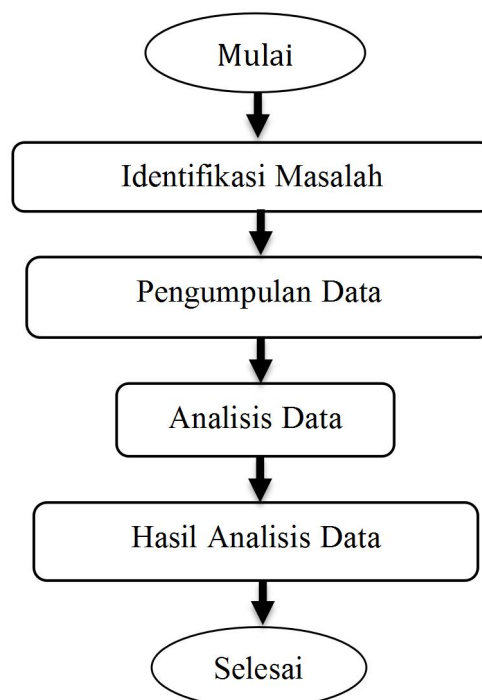 Mulai
Identifikasi Masalah
Pengumpulan Data
Analisis Data
Hasil Analisis Data
Selesai